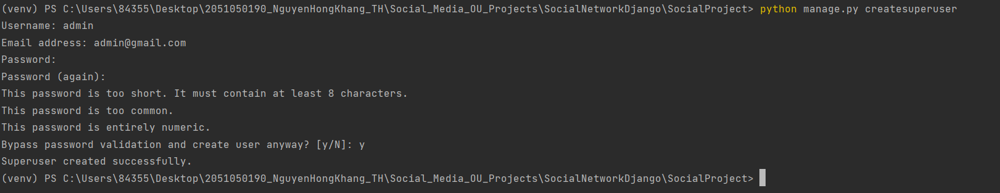 (venv) PS C:\Users\84355\Desktop\2051050190_NguyenHongKhang_TH\Social_Media_OU_Projects\SocialNetworkDjango\SocialProject> python manage.py createsuperuser
Username: admin
Email address: admin@gmail.com
Password:
Password (again):
This password is too short. It must contain at least 8 characters.
This password is too common.
This password is entirely numeric.
Bypass password validation and create user anyway? [y/N]: y
Superuser created successfully.
(venv) PS C:\Users\84355\Desktop\2051050190_NguyenHongKhang_TH\Social_Media_OU_Projects\SocialNetworkDjango\SocialProject>